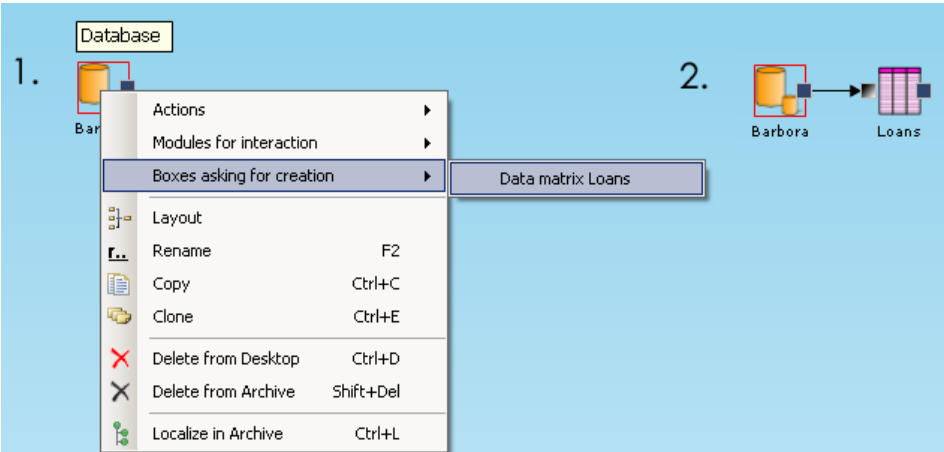 Database
1.
Bar
Actions
Modules for interaction
Boxes asking for creation
Data matrix Loans
Layout
r..
Rename F2
Copy Ctrl+C
Clone Ctrl+E
Delete from Desktop Ctrl+D
Delete from Archive Shift+Del
Localize in Archive Ctrl+L
2.
Barbora
Loans